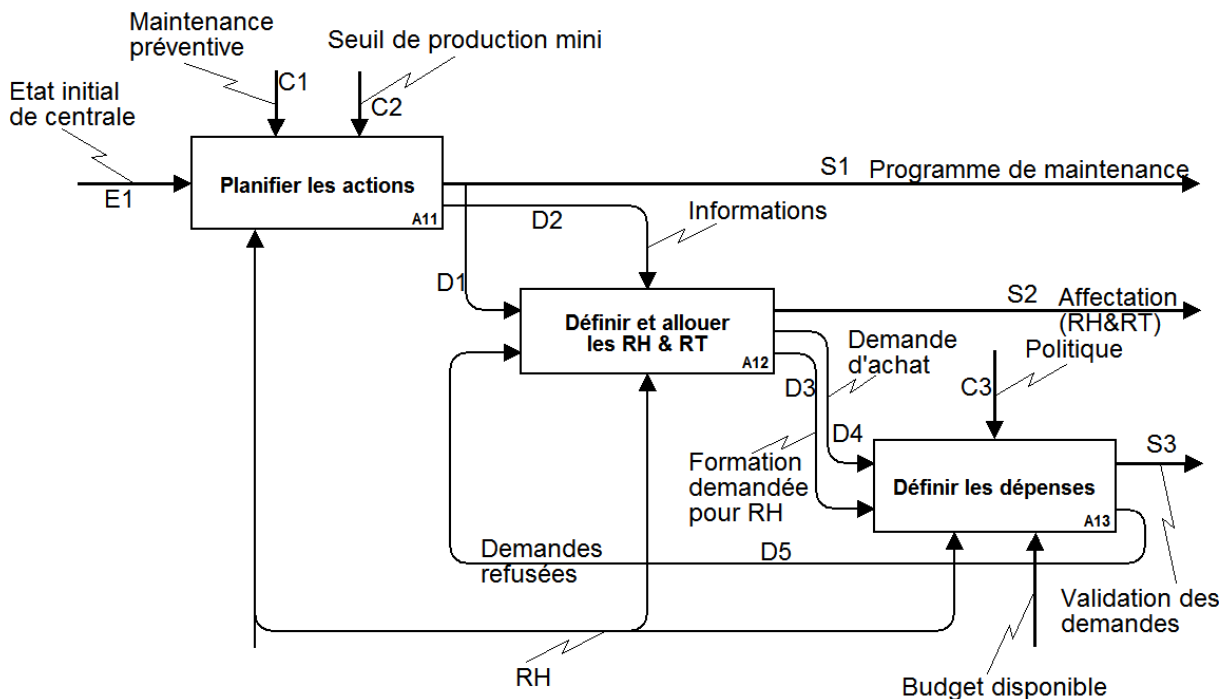 Maintenance
préventive
Seuil de production mini
C1
C2
Etat initial
de centrale
E1
Planifier les actions
A11
S1
Programme de maintenance
D2
Informations
D1
S2
Affectation
(RH&RT)
Définir et allouer
les RH & RT
A12
Demande
d'achat
Politique
C3
D3
D4
Formation
demandée
pour RH
S3
Définir les dépenses
A13
Demandes
refusées
D5
Validation des
demandes
RH
Budget disponible